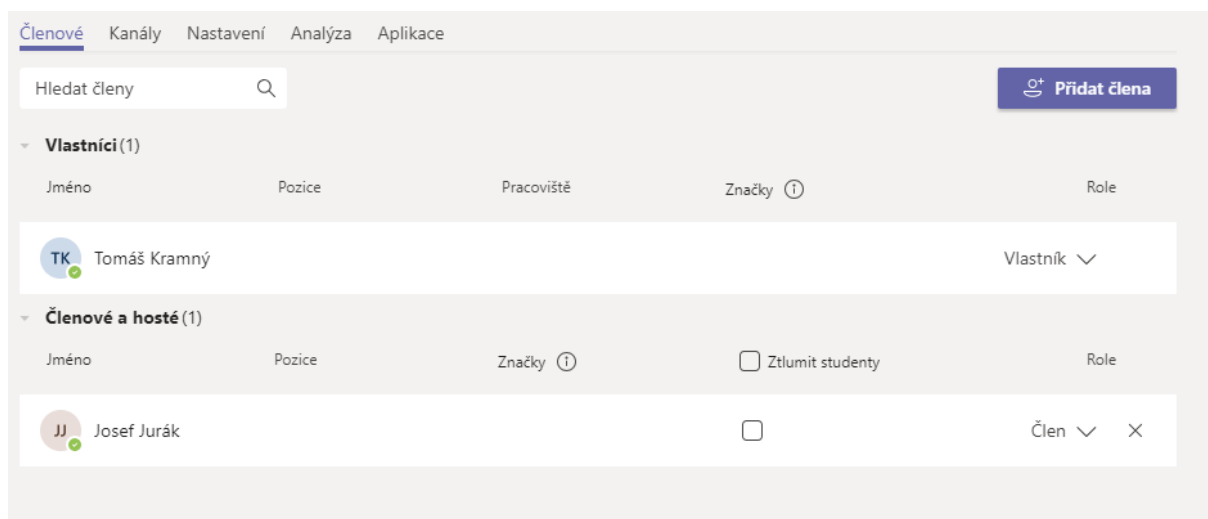 Členové Kanály Nastavení Analýza Aplikace
Hledat členy Přidat člena
Vlastníci (1)
Jméno Pozice Pracoviště Značky Role
TK Tomáš Kramný Vlastník
Členové a hosté (1)
Jméno Pozice Značky Ztlumit studenty Role
JJ Josef Jurák Člen